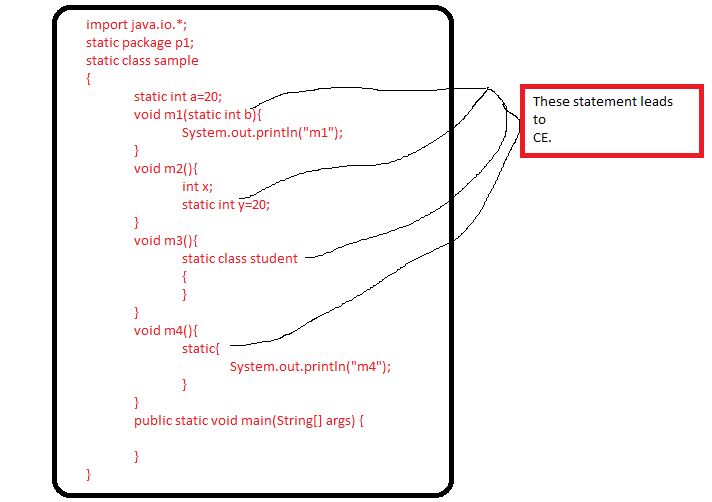 import java.io.*;
static package p1;
static class sample
{
static int a=20;
void m1(static int b){
System.out.println("m1");
}
void m2(){
int x;
static int y=20;
}
void m3(){
static class student
{
}
}
void m4(){
static{
System.out.println("m4");
}
}
public static void main(String[] args) {
}
}
These statement leads
to
CE.